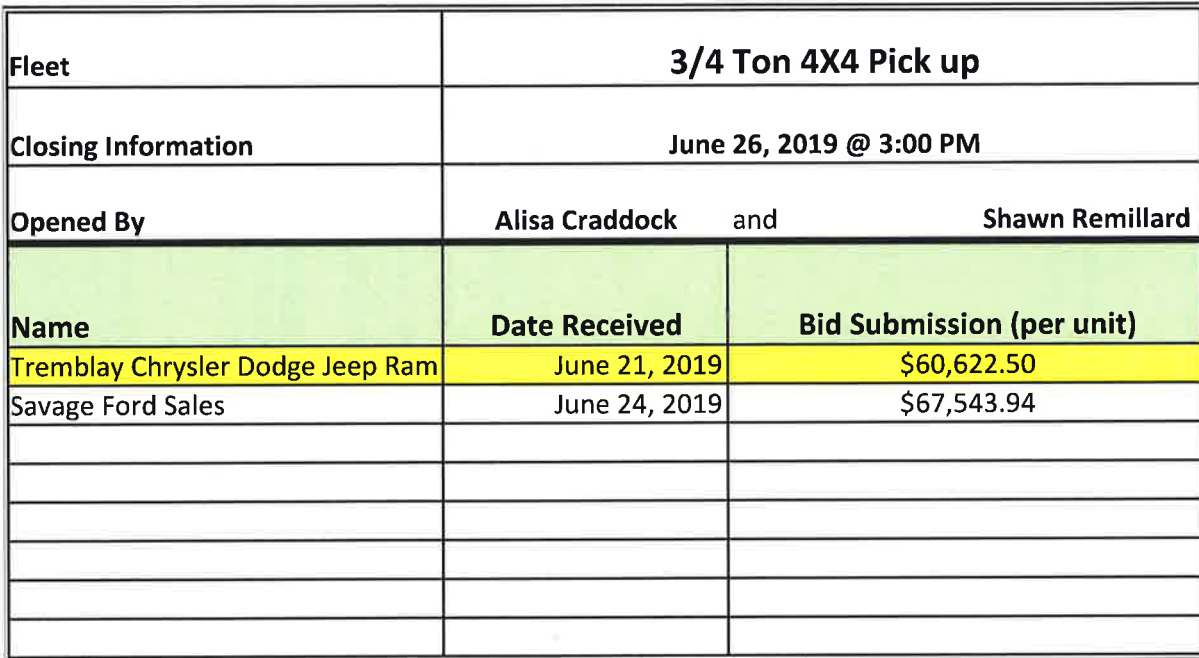 Fleet 3/4 Ton 4X4 Pick up
Closing Information June 26, 2019 @ 3:00 PM
Opened By Alisa Craddock and Shawn Remillard
Name Date Received Bid Submission (per unit)
Tremblay Chrysler Dodge Jeep Ram June 21, 2019 $60,622.50
Savage Ford Sales June 24, 2019 $67,543.94